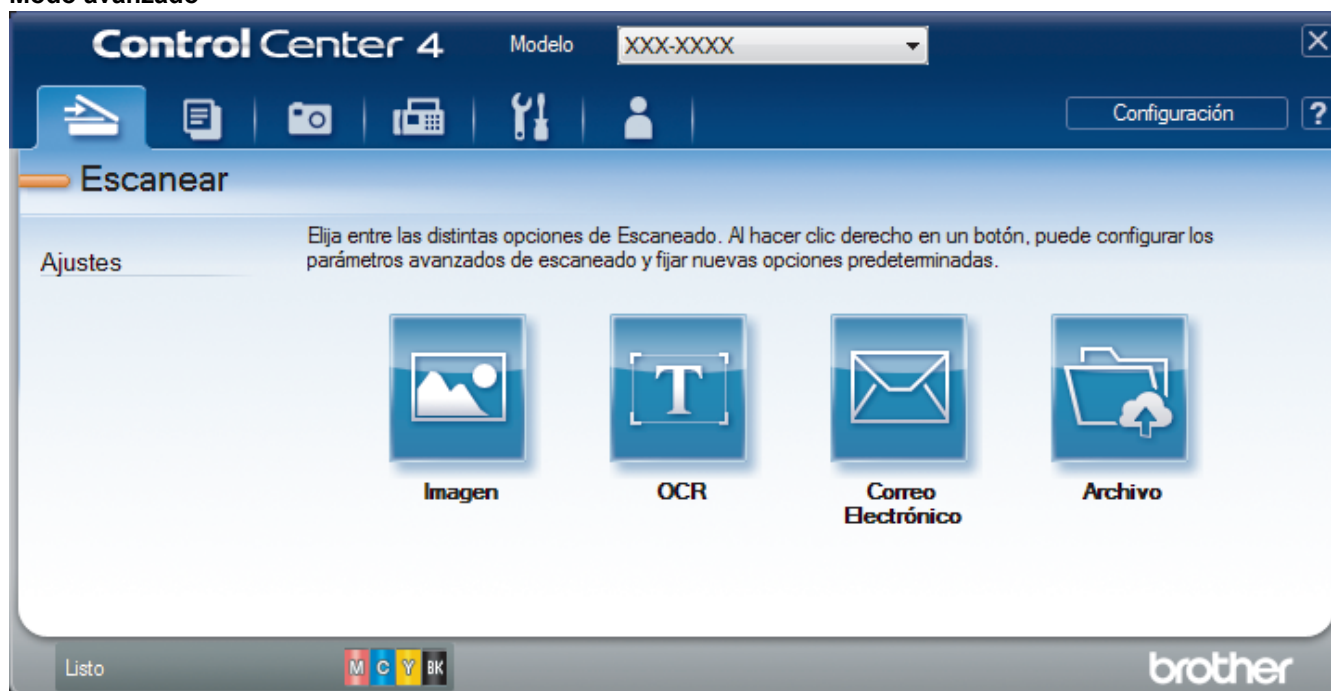 Modo avanzado
Control Center 4
Modelo
XXX-XXXX
Configuración
?
Escanear
Ajustes
Elija entre las distintas opciones de Escaneado. Al hacer clic derecho en un botón, puede configurar los
parámetros avanzados de escaneado y fijar nuevas opciones predeterminadas.
T
Imagen
OCR
Correo
Electrónico
Archivo
Listo
M C Y BK
brother